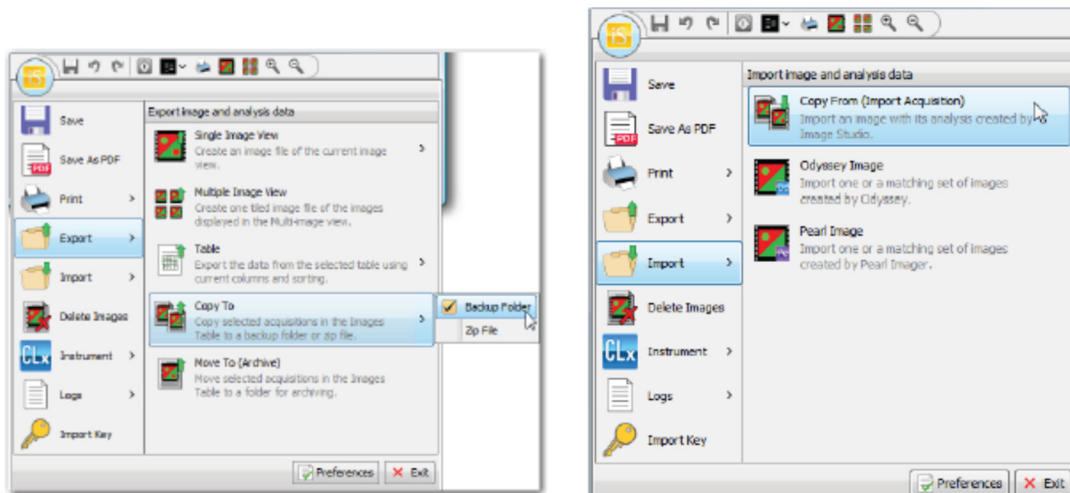 iS
Save
Save As PDF
Print
Export
Import
Delete Images
CLx Instrument
Logs
Import Key
Export image and analysis data
Single Image View
Create an image file of the current image
view.
Multiple Image View
Create one tiled image file of the images
displayed in the Multi-image view.
Table
Export the data from the selected table using
current columns and sorting.
Copy To
Copy selected acquisitions in the Images
Table to a backup folder or zip file.
Move To (Archive)
Move selected acquisitions in the Images
Table to a folder for archiving.
Backup Folder
Zip File
Preferences
Exit
iS
Save
PDF
Save As PDF
Print
Export
Import
Delete Images
CLx Instrument
Logs
Import Key
Import image and analysis data
Copy From (Import Acquisition)
Import an image with its analysis created by
Image Studio.
Odyssey Image
Import one or a matching set of images
created by Odyssey.
Pearl Image
Import one or a matching set of images
created by Pearl Imager.
Preferences
Exit